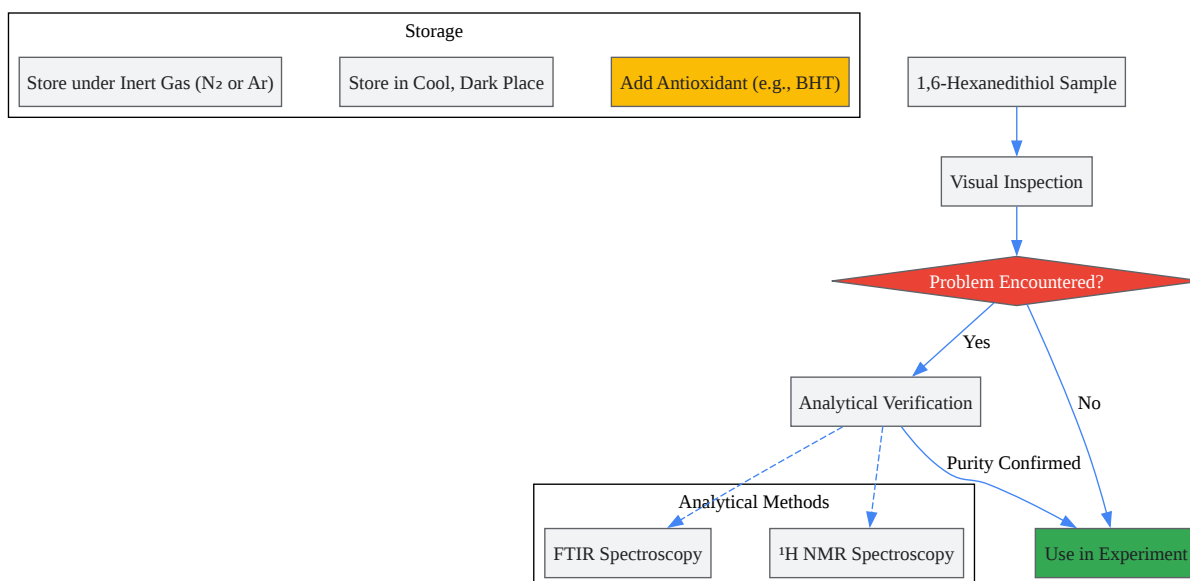 Storage
Store under Inert Gas (N₂ or Ar)
Store in Cool, Dark Place
Add Antioxidant (e.g., BHT)
1,6-Hexanedithiol Sample
Visual Inspection
Problem Encountered?
Yes
No
Analytical Verification
Purity Confirmed
Analytical Methods
FTIR Spectroscopy
¹H NMR Spectroscopy
Use in Experiment